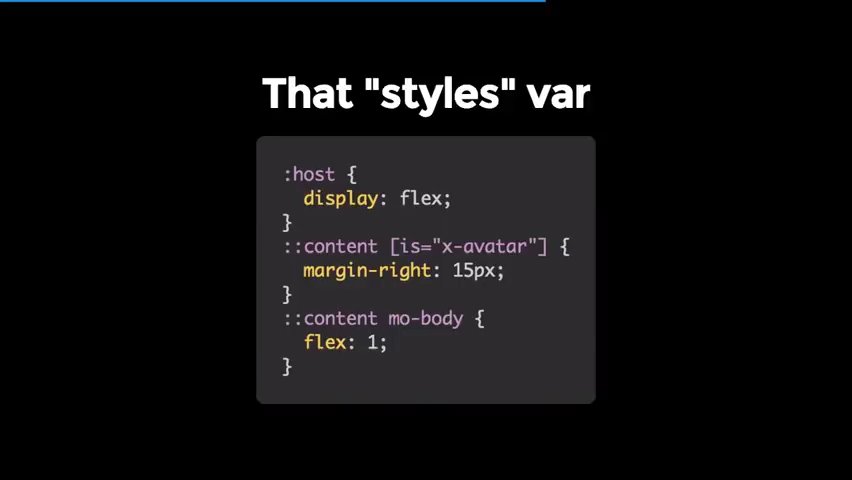 That "styles" var
:host {
  display: flex;
}
::content [is="x-avatar"] {
  margin-right: 15px;
}
::content mo-body {
  flex: 1;
}